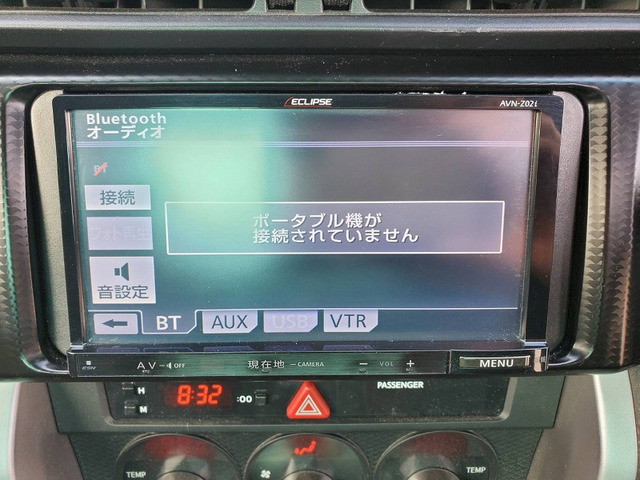 ECLIPSE
Bluetooth
オーディオ
接続
ポータブル機が
接続されていません
音設定
BT AUX USB VTR
ESN AV OFF 現在地 CAMERA VOL + MENU
H
M
8:32 :00
PASSENGER
TEMP TEMP